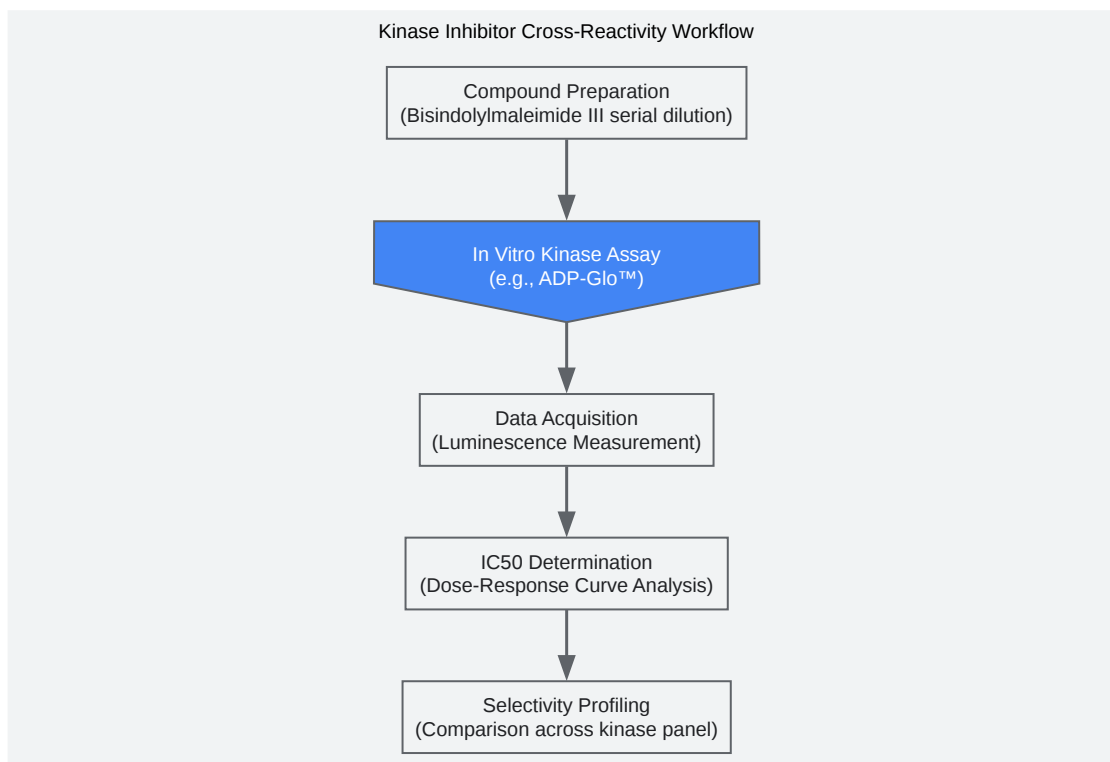 Kinase Inhibitor Cross-Reactivity Workflow
Compound Preparation
(Bisindolylmaleimide III serial dilution)
In Vitro Kinase Assay
(e.g., ADP-Glo™)
Data Acquisition
(Luminescence Measurement)
IC50 Determination
(Dose-Response Curve Analysis)
Selectivity Profiling
(Comparison across kinase panel)